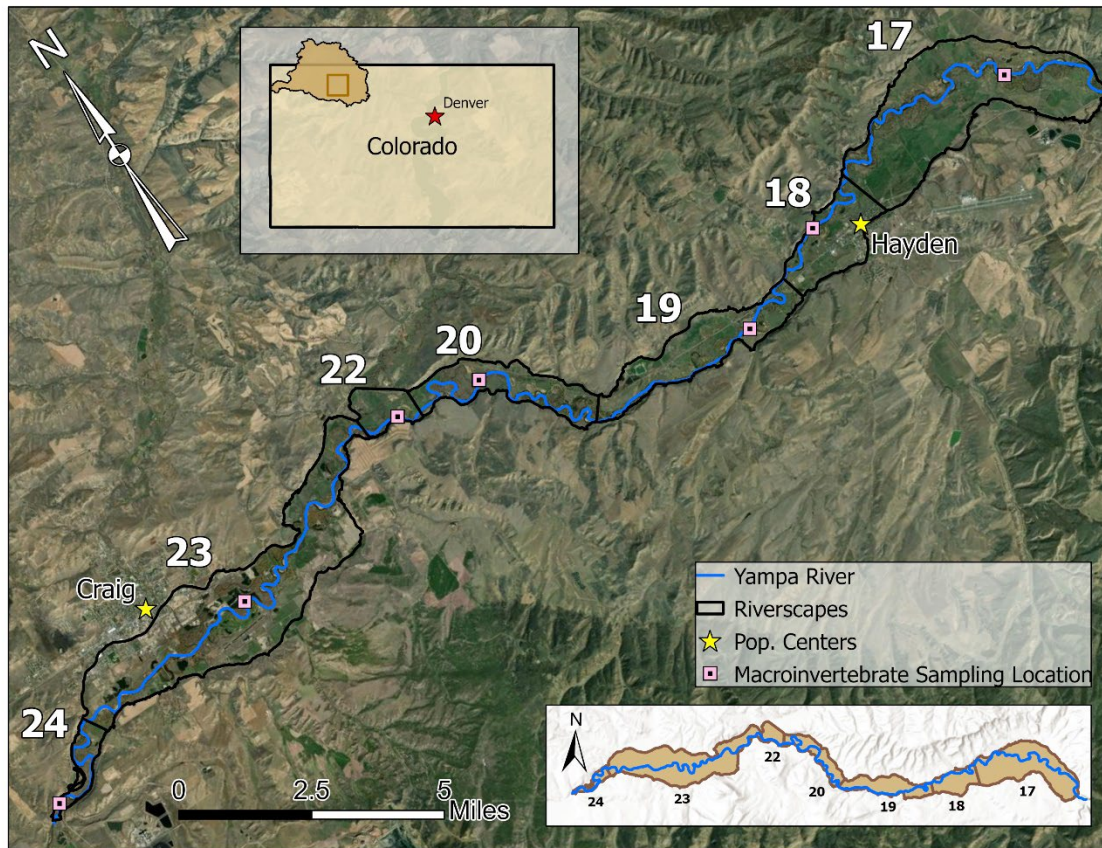 N
Denver
Colorado
17
18
Hayden
19
20
22
23
Craig
24
Yampa River
Riverscapes
Pop. Centers
Macroinvertebrate Sampling Location
0 2.5 5
Miles
N
22
24 23 20 19 18 17